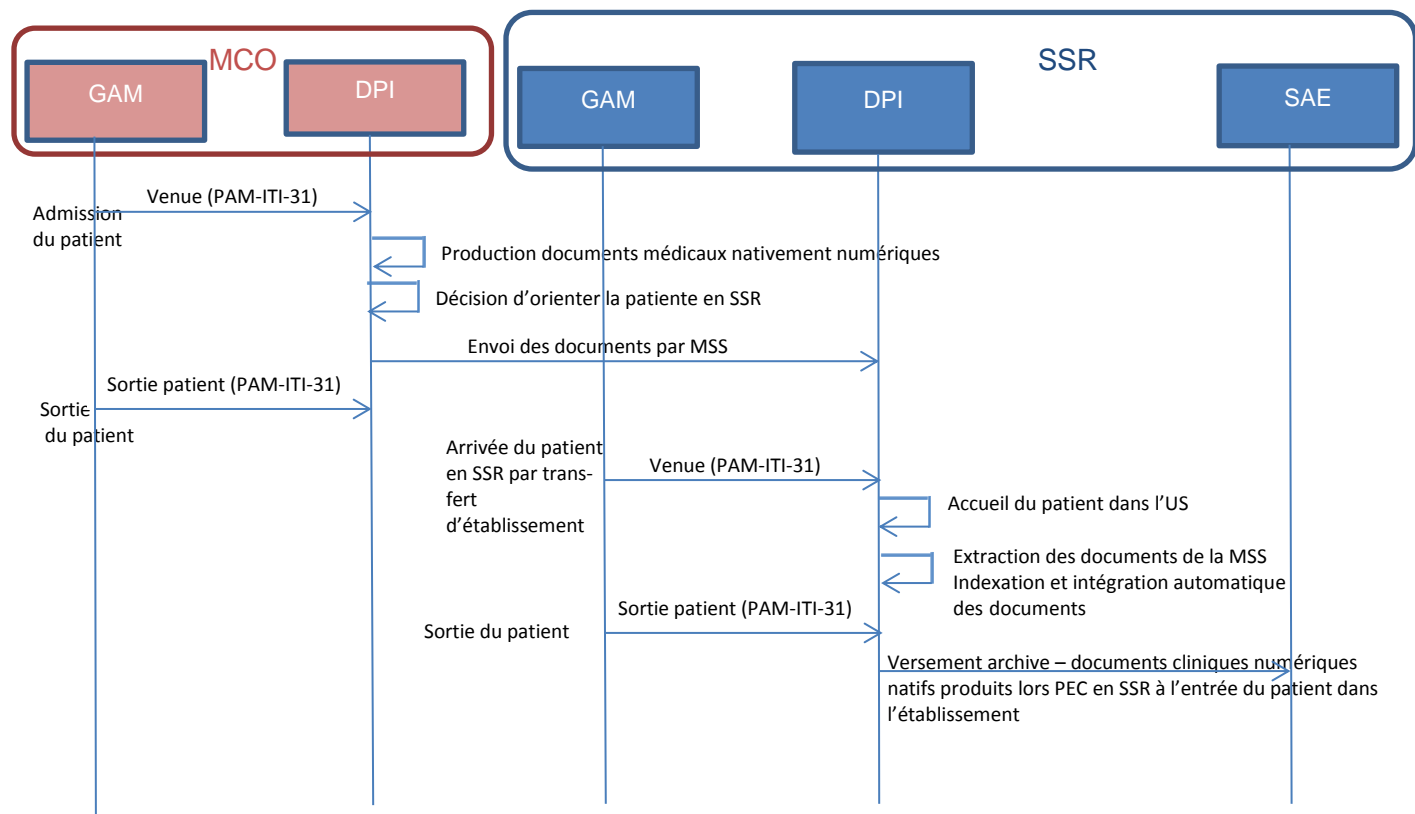 MCO
SSR
GAM
DPI
GAM
DPI
SAE
Venue (PAM-ITI-31)
Admission
du patient
Production documents médicaux nativement numériques
Décision d’orienter la patiente en SSR
Envoi des documents par MSS
Sortie patient (PAM-ITI-31)
Sortie
du patient
Arrivée du patient
en SSR par trans-
fert
d’établissement
Venue (PAM-ITI-31)
Accueil du patient dans l’US
Extraction des documents de la MSS
Indexation et intégration automatique
des documents
Sortie patient (PAM-ITI-31)
Sortie du patient
Versement archive – documents cliniques numériques
natifs produits lors PEC en SSR à l’entrée du patient dans
l’établissement